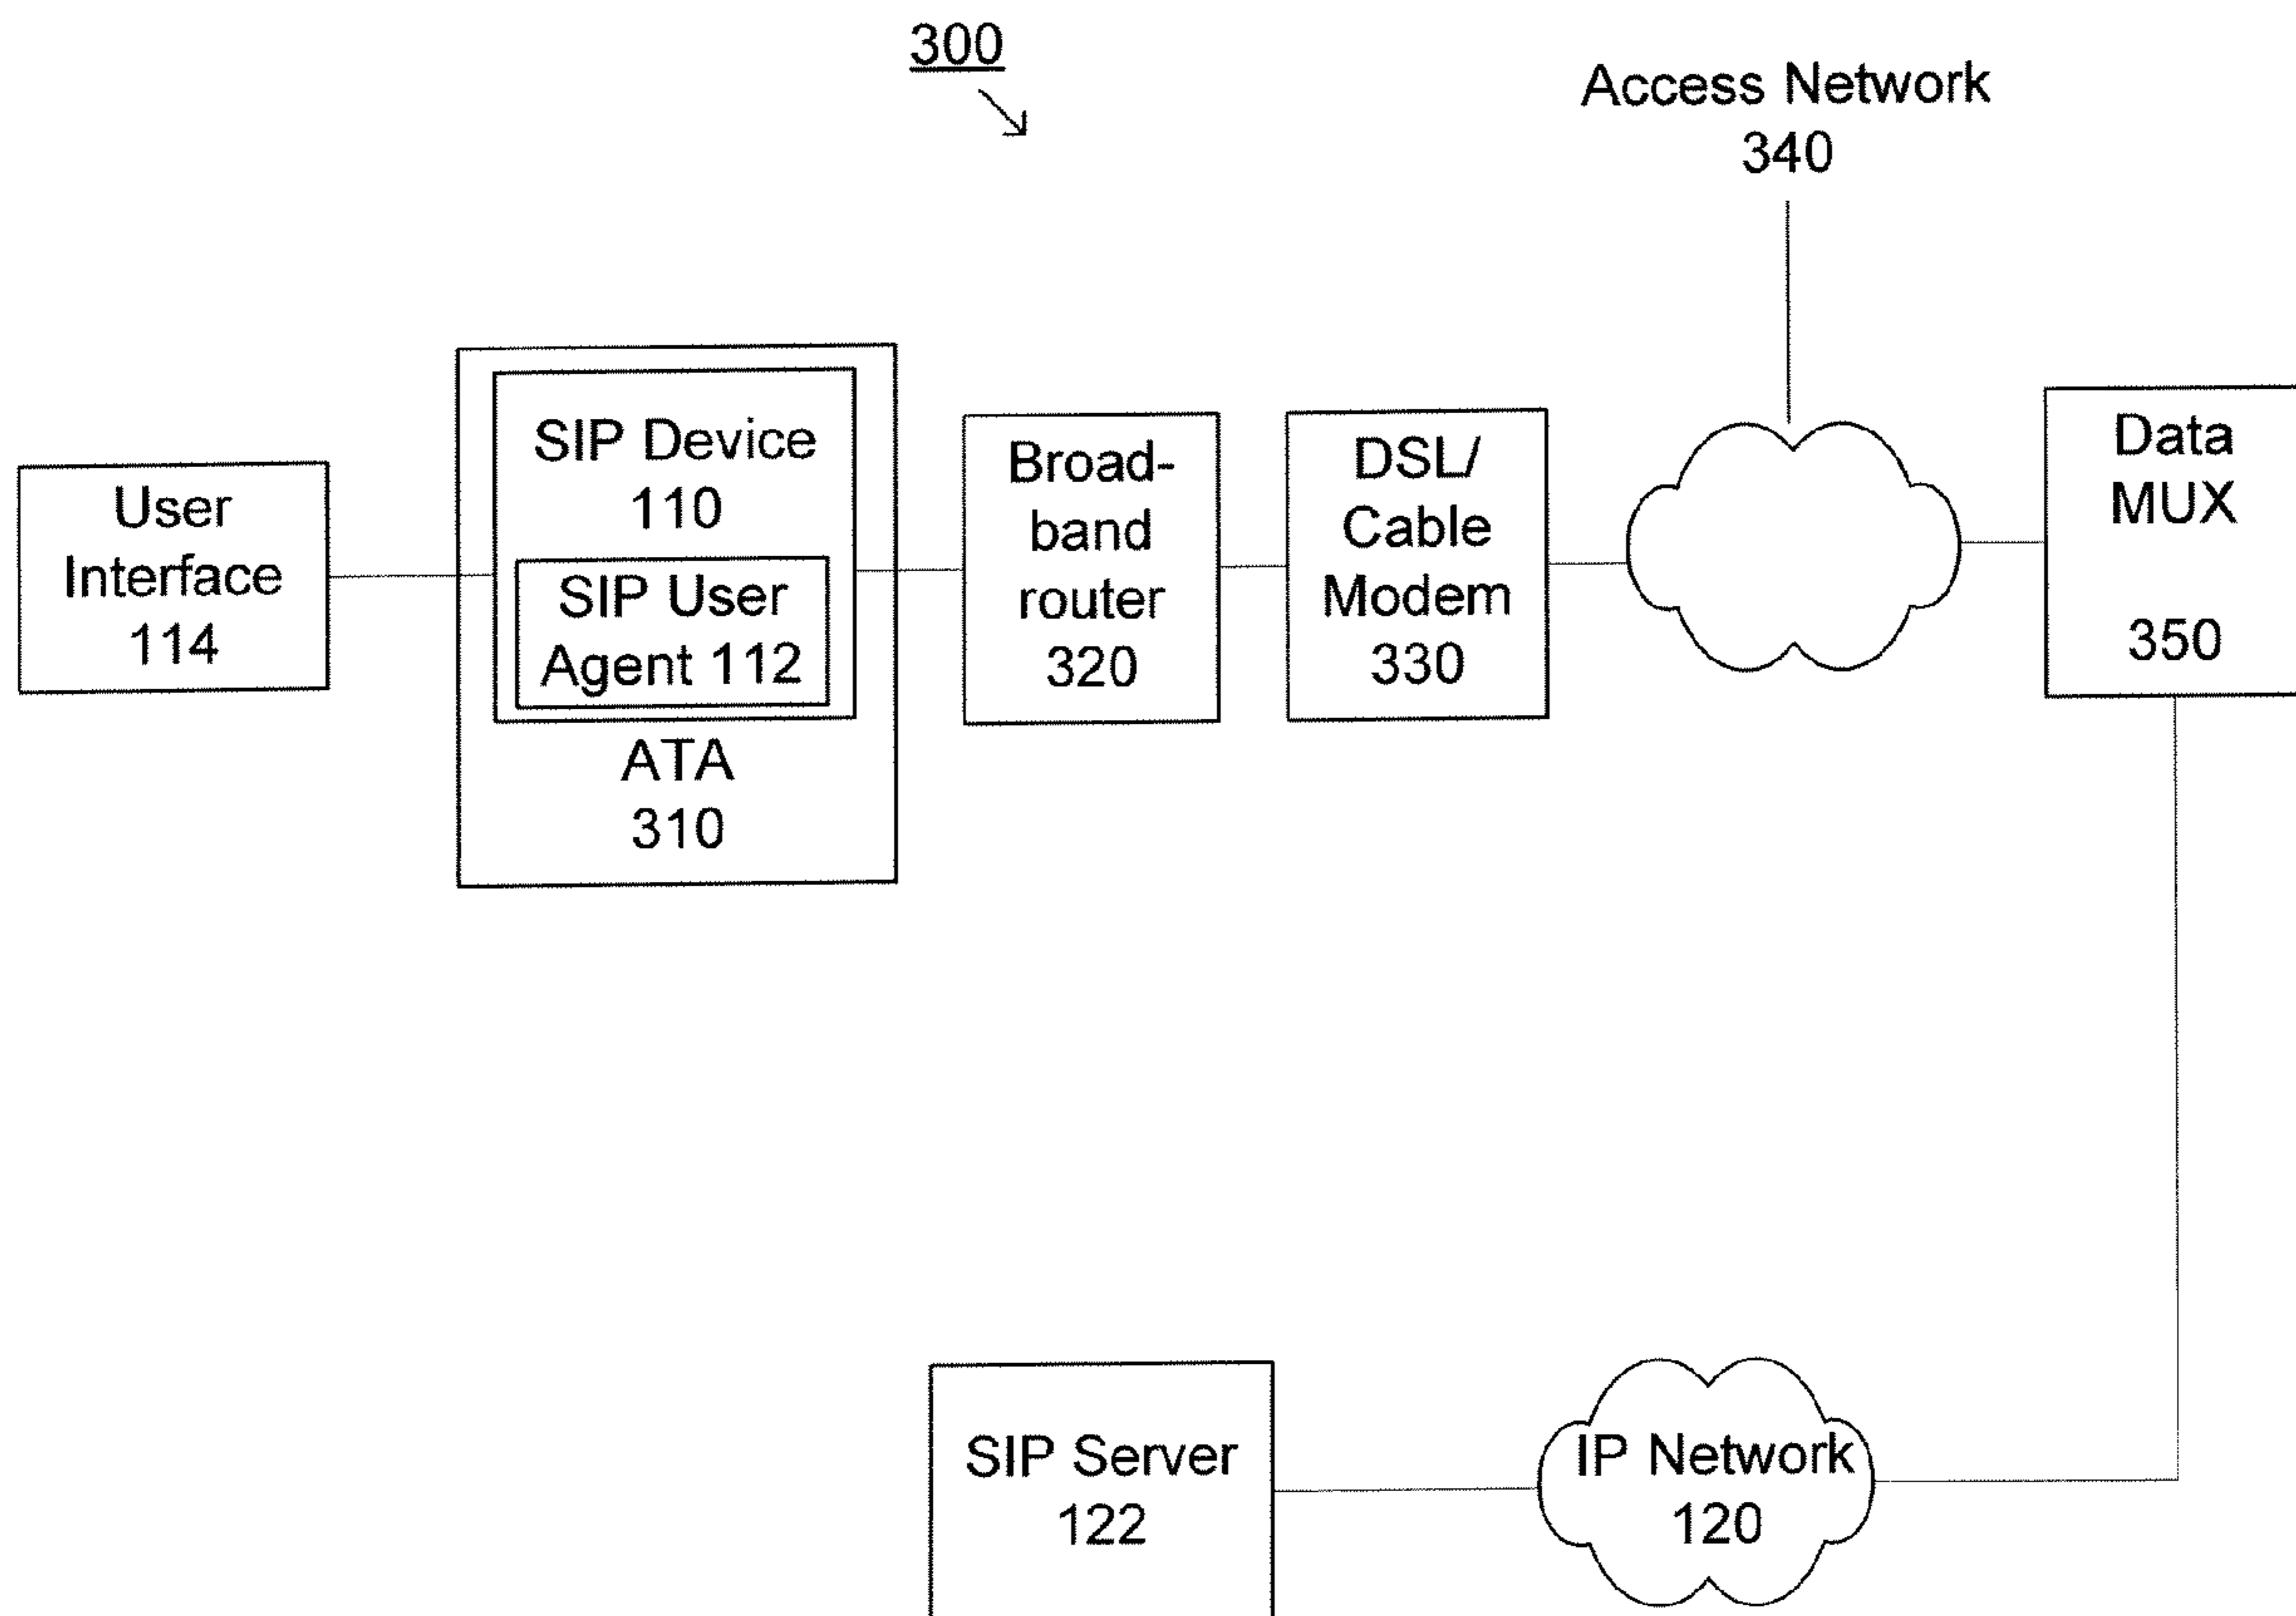 300
Access Network
340
User
Interface
114
SIP Device
110
SIP User
Agent 112
ATA
310
Broad-
band
router
320
DSL/
Cable
Modem
330
Data
MUX
350
SIP Server
122
IP Network
120